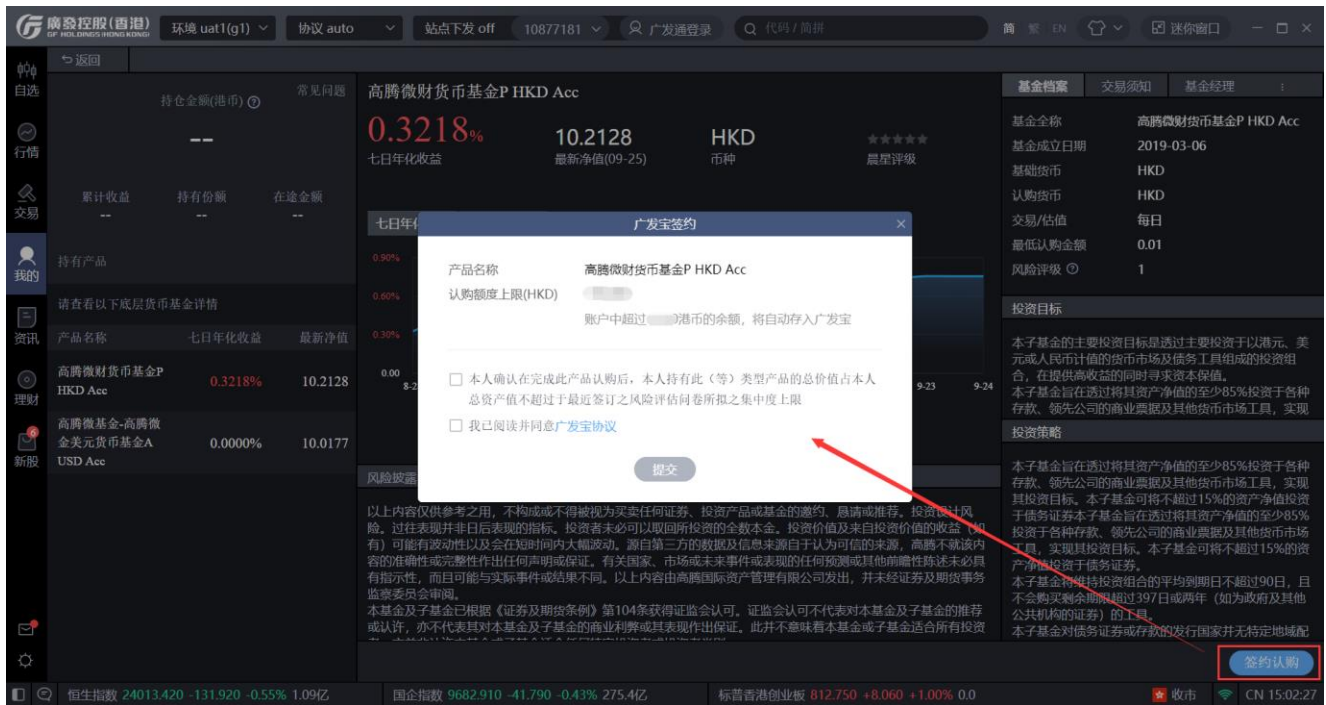 廣發控股(香港)
GF HOLDINGS (HONG KONG)
环境 uat1(g1)
协议 auto
站点下发 off
10877181
广发通登录
代码 / 简拼
简 繁 EN
迷你窗口
返回
自选
行情
交易
我的
资讯
理财
6
新股
持仓金额(港币)
常见问题
--
累计收益 持有份额 在途金额
-- -- --
持有产品
请查看以下底层货币基金详情
产品名称 七日年化收益 最新净值
高腾微财货币基金P
HKD Acc
0.3218% 10.2128
高腾微基金-高腾微
金美元货币基金A
USD Acc
0.0000% 10.0177
高腾微财货币基金P HKD Acc
0.3218% 10.2128 HKD ★★★★★
七日年化收益 最新净值(09-25) 币种 晨星评级
七日年
0.90%
0.60%
0.30%
0.00
8-2
9-23 9-24
广发宝签约
产品名称 高腾微财货币基金P HKD Acc
认购额度上限(HKD)
账户中超过 港币的余额，将自动存入广发宝
本人确认在完成此产品认购后，本人持有此（等）类型产品的总价值占本人
总资产值不超过于最近签订之风险评估问卷所拟之集中度上限
我已阅读并同意广发宝协议
提交
风险披露
以上内容仅供参考之用，不构成或不得被视为买卖任何证券、投资产品或基金的邀约、恳请或推荐。投资设计风
险。过往表现并非日后表现的指标。投资者未必可以取回所投资的全数本金。投资价值及来自投资价值的收益（如
有）可能有波动性以及会在短时间内大幅波动。源自第三方的数据及信息来源自于认为可信的来源，高腾不就该内
容的准确性或完整性作出任何声明或保证。有关国家、市场或未来事件或表现的任何预测或其他前瞻性陈述未必具
有指示性，而且可能与实际事件或结果不同。以上内容由高腾国际资产管理有限公司发出，并未经证券及期货事务
监察委员会审阅。
本基金及子基金已根据《证券及期货条例》第104条获得证监会认可。证监会认可不代表对本基金及子基金的推荐
或认许，亦不代表其对本基金及子基金的商业利弊或其表现作出保证。此并不意味着本基金或子基金适合所有投资
基金档案 交易须知 基金经理
基金全称 高腾微财货币基金P HKD Acc
基金成立日期 2019-03-06
基础货币 HKD
认购货币 HKD
交易/估值 每日
最低认购金额 0.01
风险评级 1
投资目标
本子基金的主要投资目标是透过主要投资于以港元、美
元或人民币计值的货币市场及债务工具组成的投资组
合，在提供高收益的同时寻求资本保值。
本子基金旨在透过将其资产净值的至少85%投资于各种
存款、领先公司的商业票据及其他货币市场工具，实现
投资策略
本子基金旨在透过将其资产净值的至少85%投资于各种
存款、领先公司的商业票据及其他货币市场工具，实现
其投资目标。本子基金可将不超过15%的资产净值投资
于债务证券本子基金旨在透过将其资产净值的至少85%
投资于各种存款、领先公司的商业票据及其他货币市场
工具，实现其投资目标。本子基金可将不超过15%的资
产净值投资于债务证券。
本子基金将维持投资组合的平均到期日不超过90日，且
不会购买剩余期限超过397日或两年（如为政府及其他
公共机构的证券）的工具。
本子基金对债务证券或存款的发行国家并无特定地域配
签约认购
恒生指数 24013.420 -131.920 -0.55% 1.09亿
国企指数 9682.910 -41.790 -0.43% 275.4亿
标普香港创业板 812.750 +8.060 +1.00% 0.0
收市
CN 15:02:27